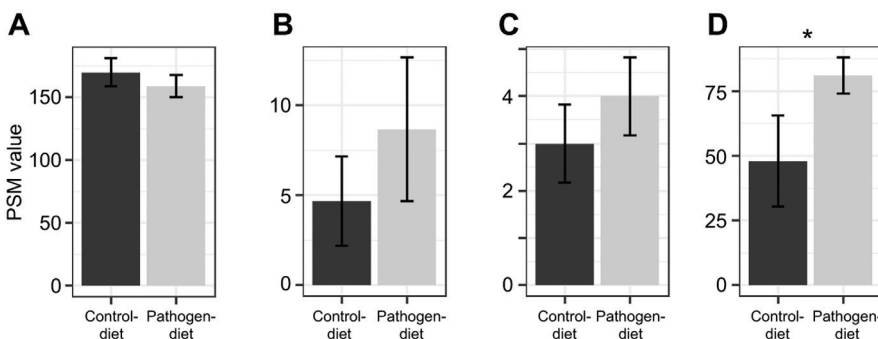 A
B
C
D
*
PSM value
150
100
50
0
Control-
diet
Pathogen-
diet
10
5
0
Control-
diet
Pathogen-
diet
4
2
0
Control-
diet
Pathogen-
diet
75
50
25
0
Control-
diet
Pathogen-
diet